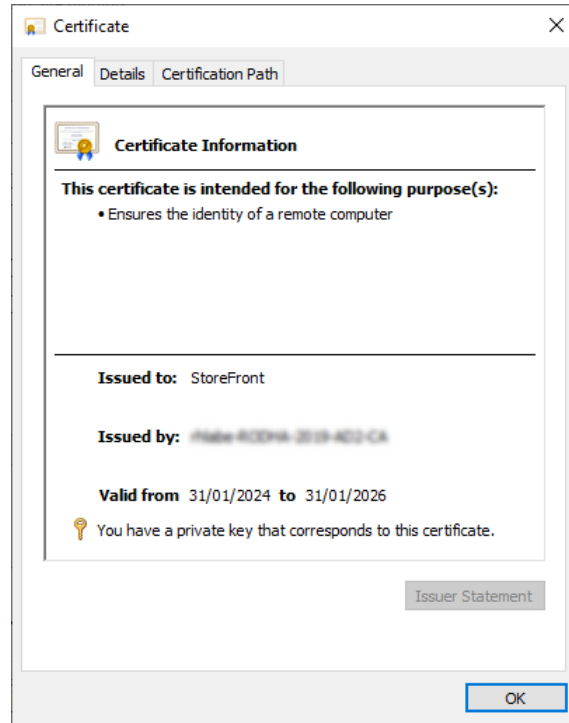 Certificate
General Details Certification Path
Certificate Information
This certificate is intended for the following purpose(s):
• Ensures the identity of a remote computer
Issued to: StoreFront
Issued by:
Valid from 31/01/2024 to 31/01/2026
You have a private key that corresponds to this certificate.
Issuer Statement
OK